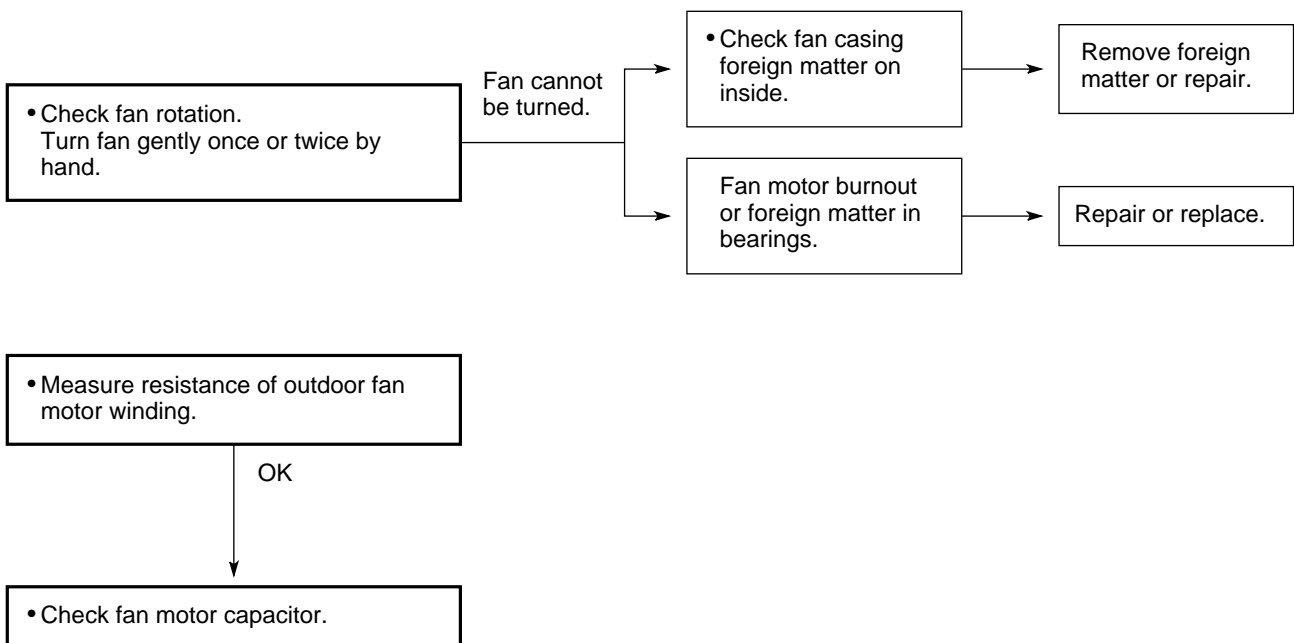 • Check fan rotation.
Turn fan gently once or twice by
hand.
Fan cannot
be turned.
• Check fan casing
foreign matter on
inside.
Remove foreign
matter or repair.
Fan motor burnout
or foreign matter in
bearings.
Repair or replace.
• Measure resistance of outdoor fan
motor winding.
OK
• Check fan motor capacitor.